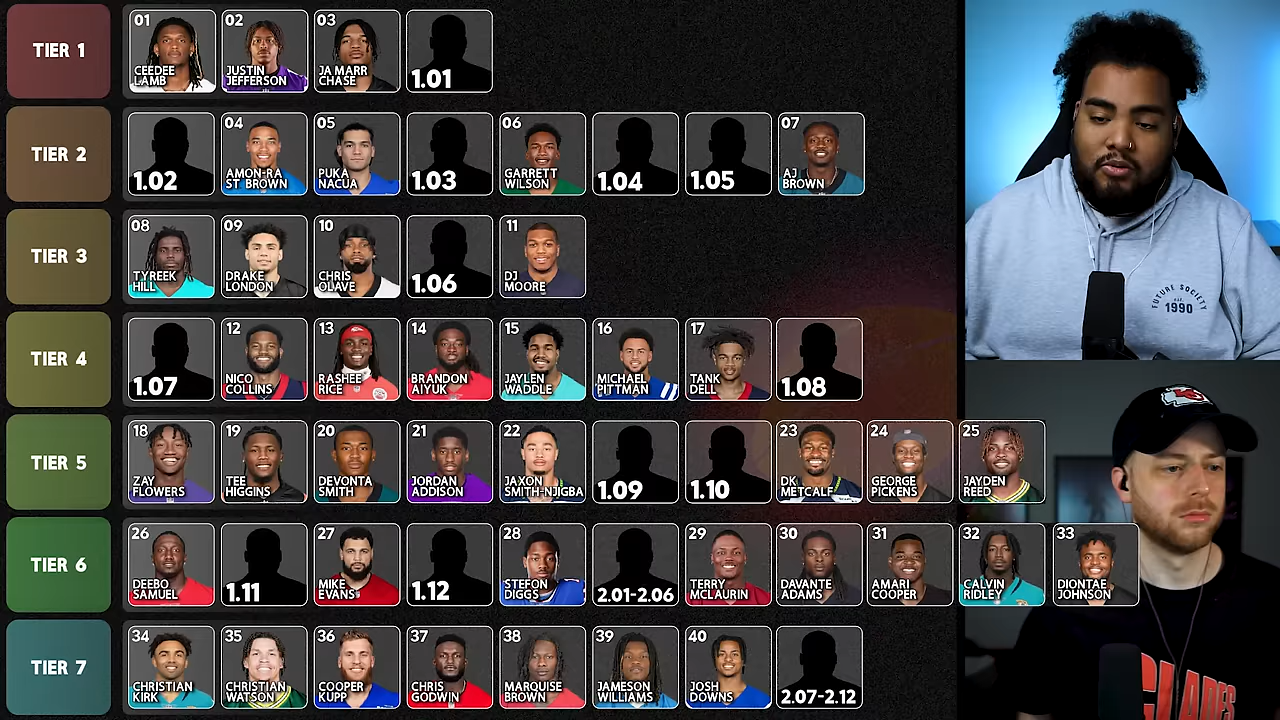 TIER 1
01
CEEDEE
LAMB
02
JUSTIN
JEFFERSON
03
JA MARR
CHASE
1.01
TIER 2
1.02
04
AMON-RA
ST BROWN
05
PUKA
NACUA
1.03
06
GARRETT
WILSON
1.04
1.05
07
AJ
BROWN
TIER 3
08
TYREEK
HILL
09
DRAKE
LONDON
10
CHRIS
OLAVE
1.06
11
DJ
MOORE
TIER 4
1.07
12
NICO
COLLINS
13
RASHEE
RICE
14
BRANDON
AIYUK
15
JAYLEN
WADDLE
16
MICHAEL
PITTMAN
17
TANK
DELL
1.08
TIER 5
18
ZAY
FLOWERS
19
TEE
HIGGINS
20
DEVONTA
SMITH
21
JORDAN
ADDISON
22
JAXON
SMITH-NJIGBA
1.09
1.10
23
DK
METCALF
24
GEORGE
PICKENS
25
JAYDEN
REED
TIER 6
26
DEEBO
SAMUEL
1.11
27
MIKE
EVANS
1.12
28
STEFON
DIGGS
2.01-2.06
29
TERRY
MCLAURIN
30
DAVANTE
ADAMS
31
AMARI
COOPER
32
CALVIN
RIDLEY
33
DIONTAE
JOHNSON
TIER 7
34
CHRISTIAN
KIRK
35
CHRISTIAN
WATSON
36
COOPER
KUPP
37
CHRIS
GODWIN
38
MARQUISE
BROWN
39
JAMESON
WILLIAMS
40
JOSH
DOWNS
2.07-2.12
FUTURE SOCIETY
est.
1990
KC